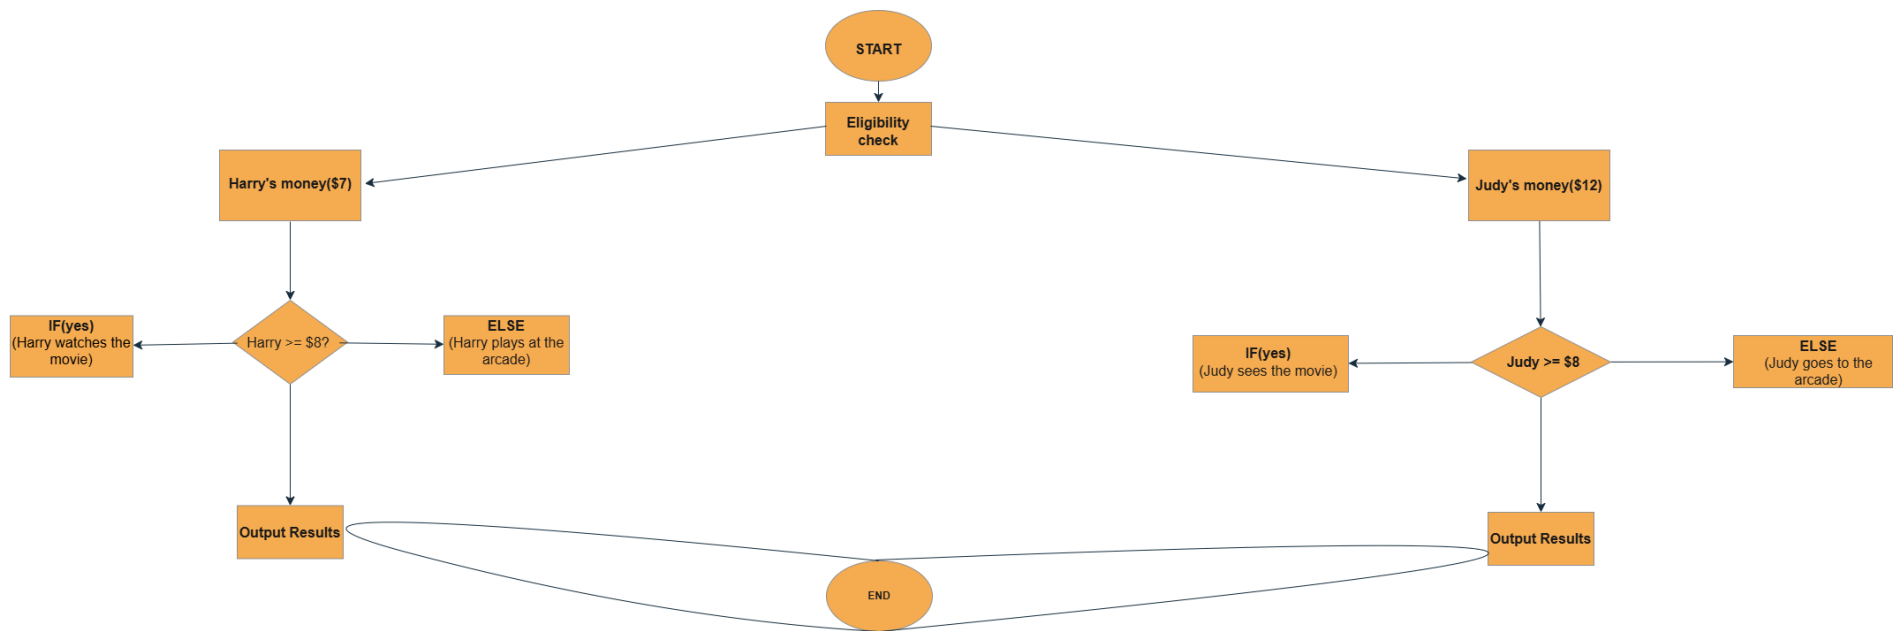 START
Eligibility
check
Harry's money($7)
Judy's money($12)
IF(yes)
(Harry watches the
movie)
Harry >= $8?
ELSE
(Harry plays at the
arcade)
IF(yes)
(Judy sees the movie)
Judy >= $8
ELSE
(Judy goes to the
arcade)
Output Results
Output Results
END